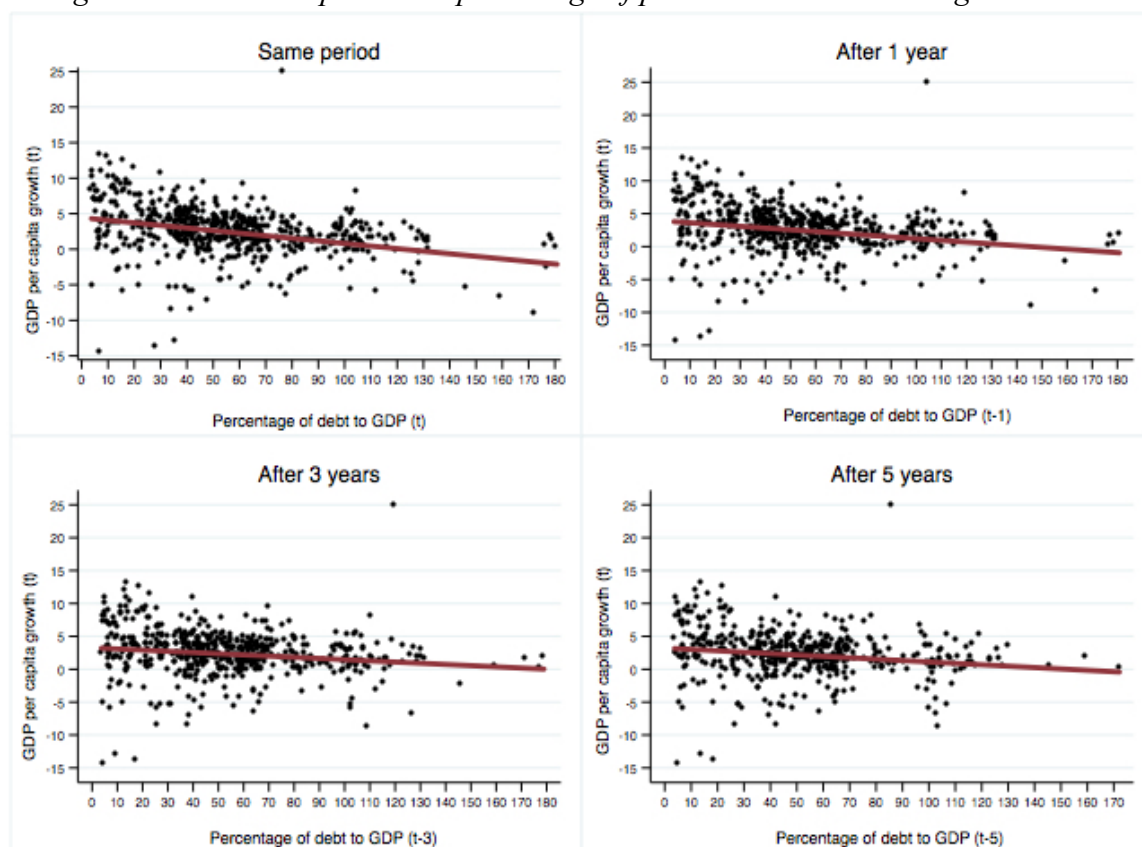 Same period
25
20
15
10
5
0
-5
-10
-15
GDP per capita growth (t)
0 10 20 30 40 50 60 70 80 90 100 110 120 130 140 150 160 170 180
Percentage of debt to GDP (t)
After 1 year
25
20
15
10
5
0
-5
-10
-15
GDP per capita growth (t)
0 10 20 30 40 50 60 70 80 90 100 110 120 130 140 150 160 170 180
Percentage of debt to GDP (t-1)
After 3 years
25
20
15
10
5
0
-5
-10
-15
GDP per capita growth (t)
0 10 20 30 40 50 60 70 80 90 100 110 120 130 140 150 160 170 180
Percentage of debt to GDP (t-3)
After 5 years
25
20
15
10
5
0
-5
-10
-15
GDP per capita growth (t)
0 10 20 30 40 50 60 70 80 90 100 110 120 130 140 150 160 170
Percentage of debt to GDP (t-5)